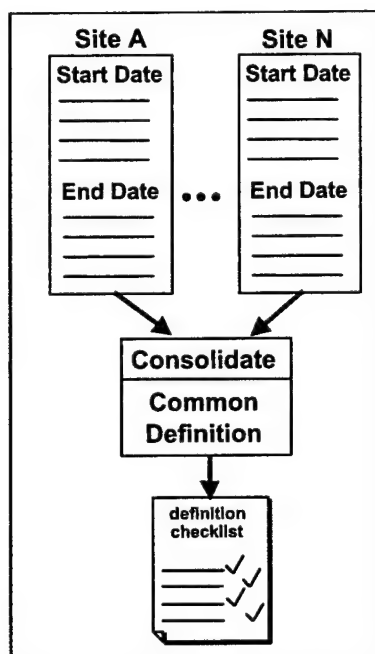 Site A Site N
Start Date Start Date
End Date End Date
Consolidate
Common
Definition
definition
checklist